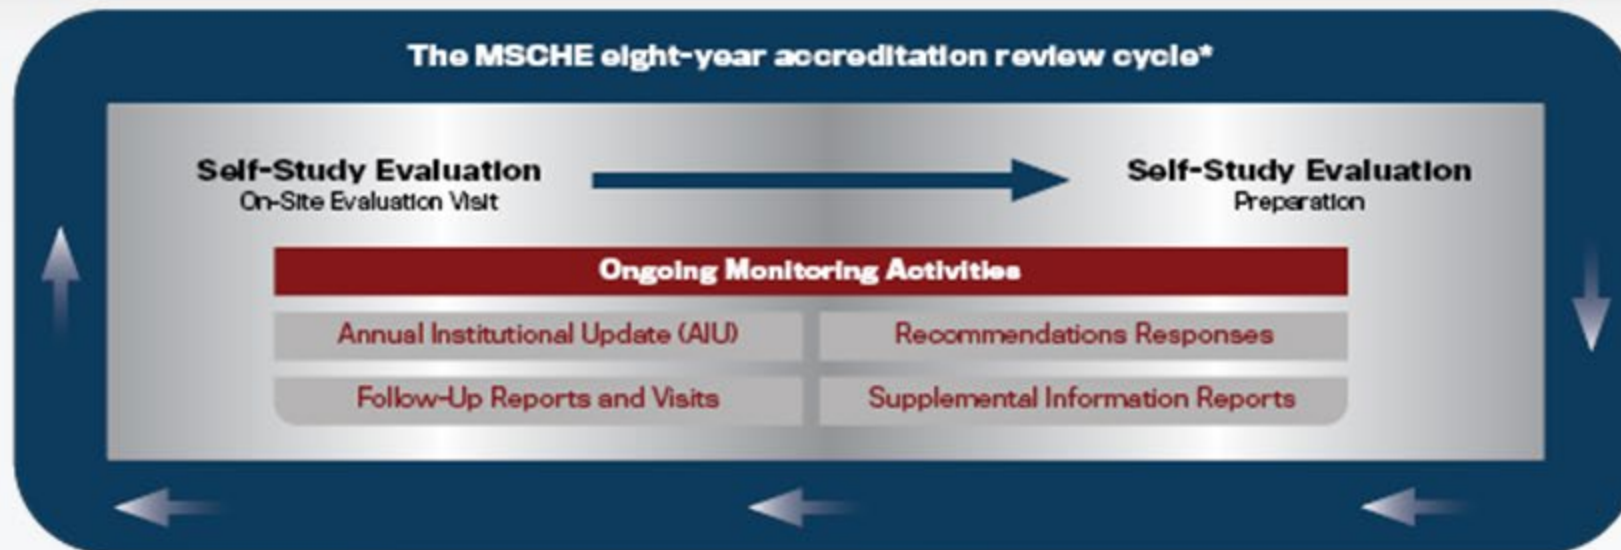 The MSCHE eight-year accreditation review cycle*
Self-Study Evaluation
On-Site Evaluation Visit
Self-Study Evaluation
Preparation
Ongoing Monitoring Activities
Annual Institutional Update (AIU)
Recommendations Responses
Follow-Up Reports and Visits
Supplemental Information Reports